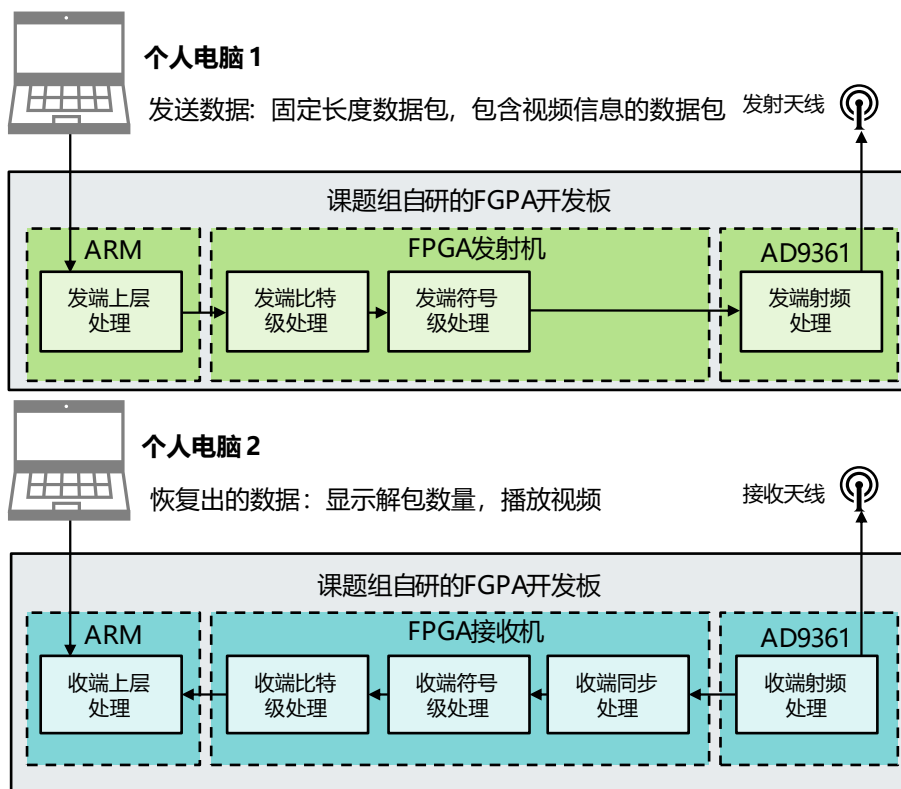 个人电脑 1
发送数据：固定长度数据包，包含视频信息的数据包
发射天线
课题组自研的FGPA开发板
ARM
FPGA发射机
AD9361
发端上层
处理
发端比特
级处理
发端符号
级处理
发端射频
处理
个人电脑 2
恢复出的数据：显示解包数量，播放视频
接收天线
课题组自研的FGPA开发板
ARM
FPGA接收机
AD9361
收端上层
处理
收端比特
级处理
收端符号
级处理
收端同步
处理
收端射频
处理